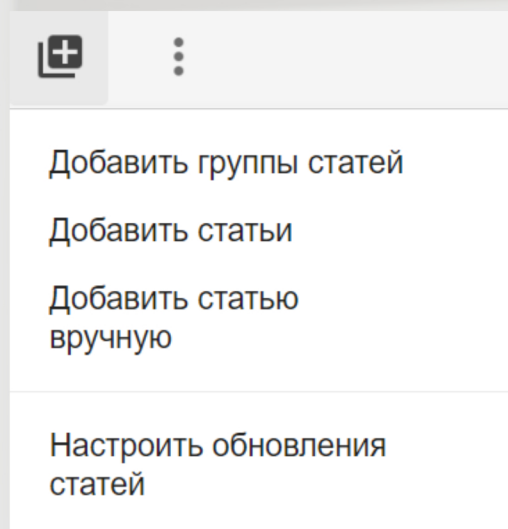 Добавить группы статей
Добавить статьи
Добавить статью
вручную
Настроить обновления
статей